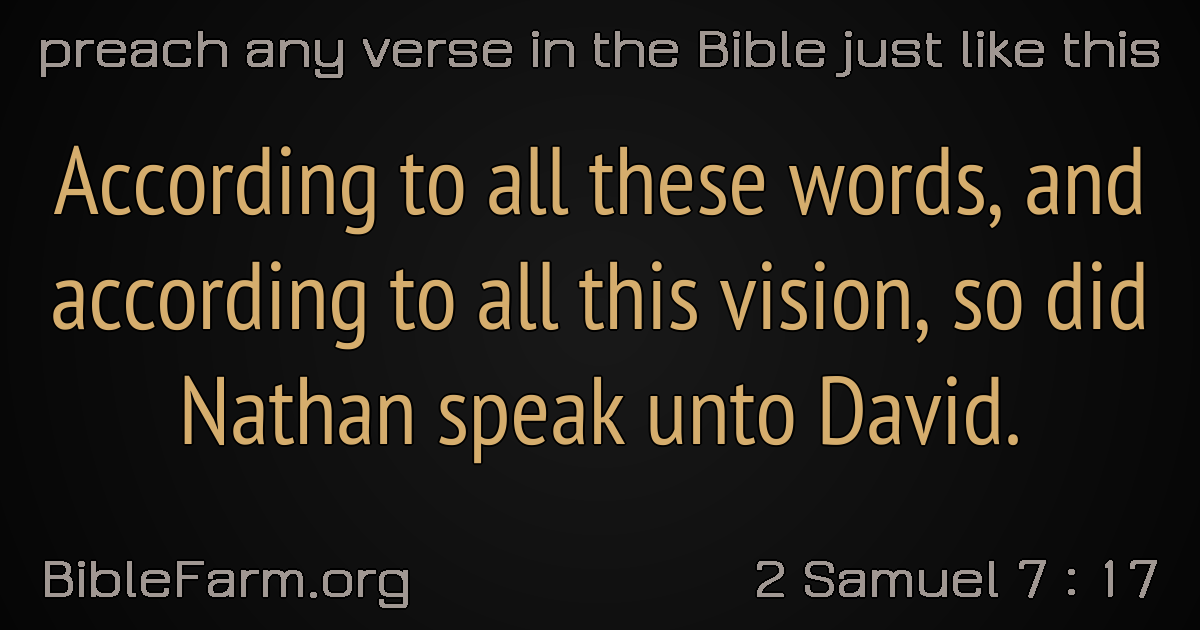 preach any verse in the Bible just like this
According to all these words, and
according to all this vision, so did
Nathan speak unto David.
BibleFarm.org
2 Samuel 7 : 17